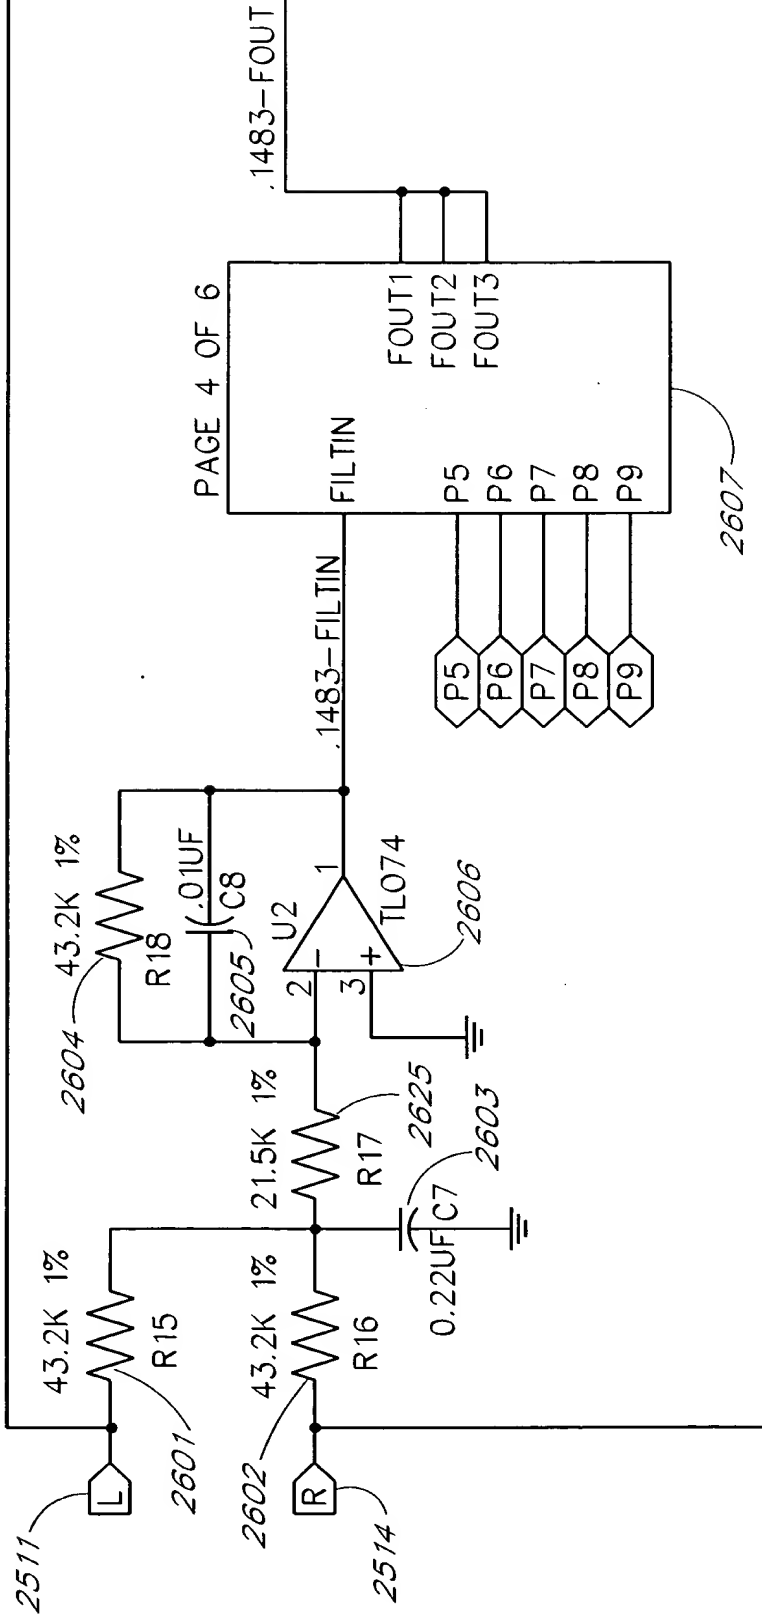 2511
L
2601
43.2K 1%
R15
2514
R
2602
43.2K 1%
R16
0.22UF C7
2603
21.5K 1%
R17
2625
2604
43.2K 1%
R18
.01UF
C8
2605
U2
2
−
3
+
1
TL074
2606
.1483−FILTIN
PAGE 4 OF 6
FILTIN
P5 P5
P6 P6
P7 P7
P8 P8
P9 P9
FOUT1
FOUT2
FOUT3
2607
.1483−FOUT